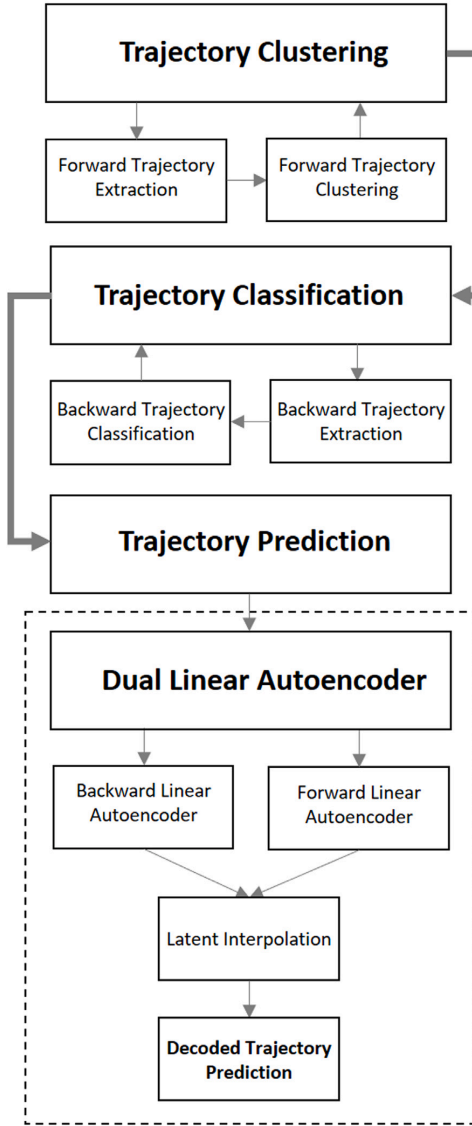 Trajectory Clustering
Forward Trajectory
Extraction
Forward Trajectory
Clustering
Trajectory Classification
Backward Trajectory
Classification
Backward Trajectory
Extraction
Trajectory Prediction
Dual Linear Autoencoder
Backward Linear
Autoencoder
Forward Linear
Autoencoder
Latent Interpolation
Decoded Trajectory
Prediction